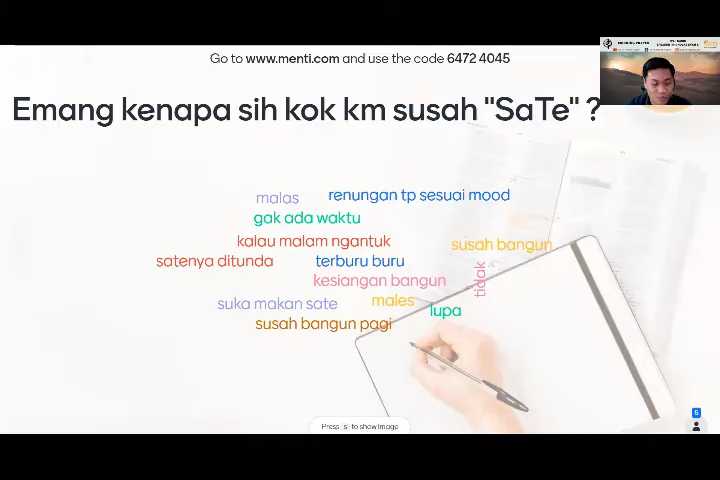 Go to www.menti.com and use the code 6472 4045
Emang kenapa sih kok km susah "SaTe" ?
malas
renungan tp sesuai mood
gak ada waktu
kalau malam ngantuk
susah bangun
satenya ditunda
terburu buru
tidak
kesiangan bangun
suka makan sate
males
lupa
susah bangun pagi
Press s to show image
5